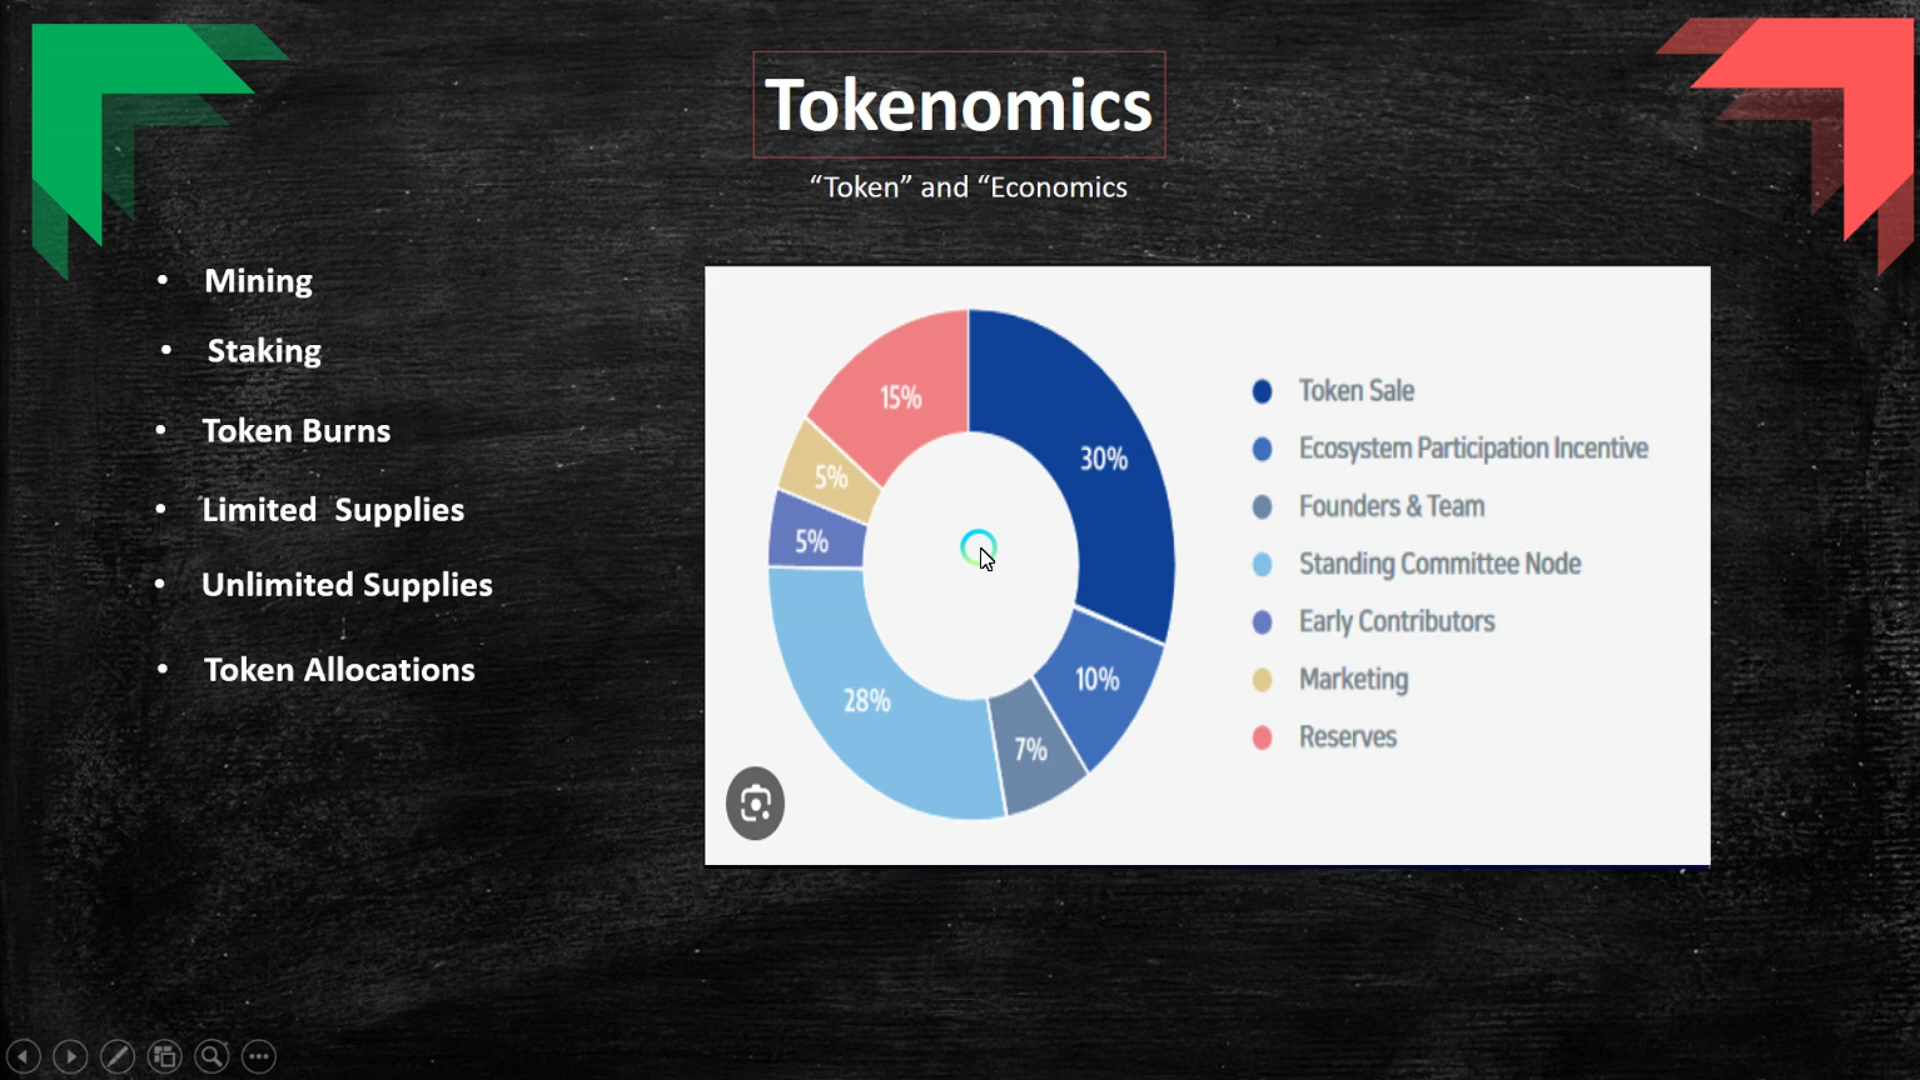 Tokenomics
“Token” and “Economics
• Mining
• Staking
• Token Burns
• Limited  Supplies
• Unlimited Supplies
• Token Allocations
15%
30%
5%
5%
10%
28%
7%
Token Sale
Ecosystem Participation Incentive
Founders & Team
Standing Committee Node
Early Contributors
Marketing
Reserves